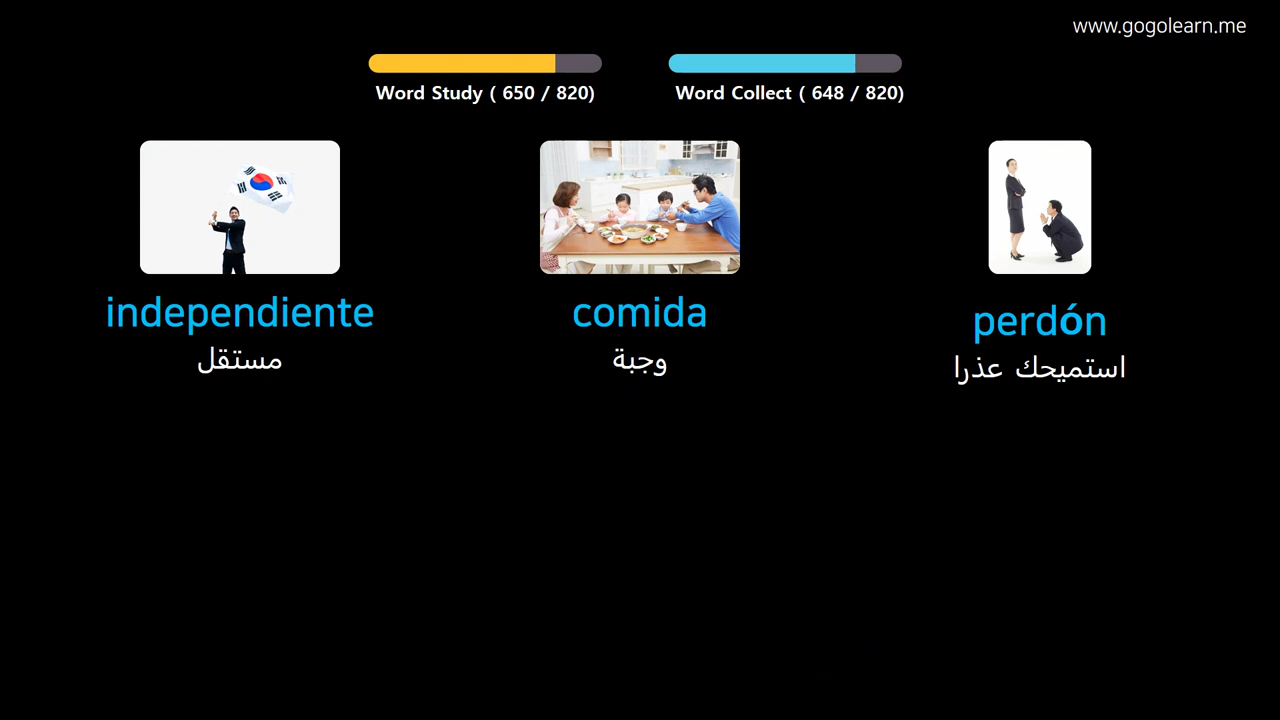 www.gogolearn.me
Word Study ( 650 / 820)
Word Collect ( 648 / 820)
independiente
مستقل
comida
وجبة
perdón
استميحك عذرا